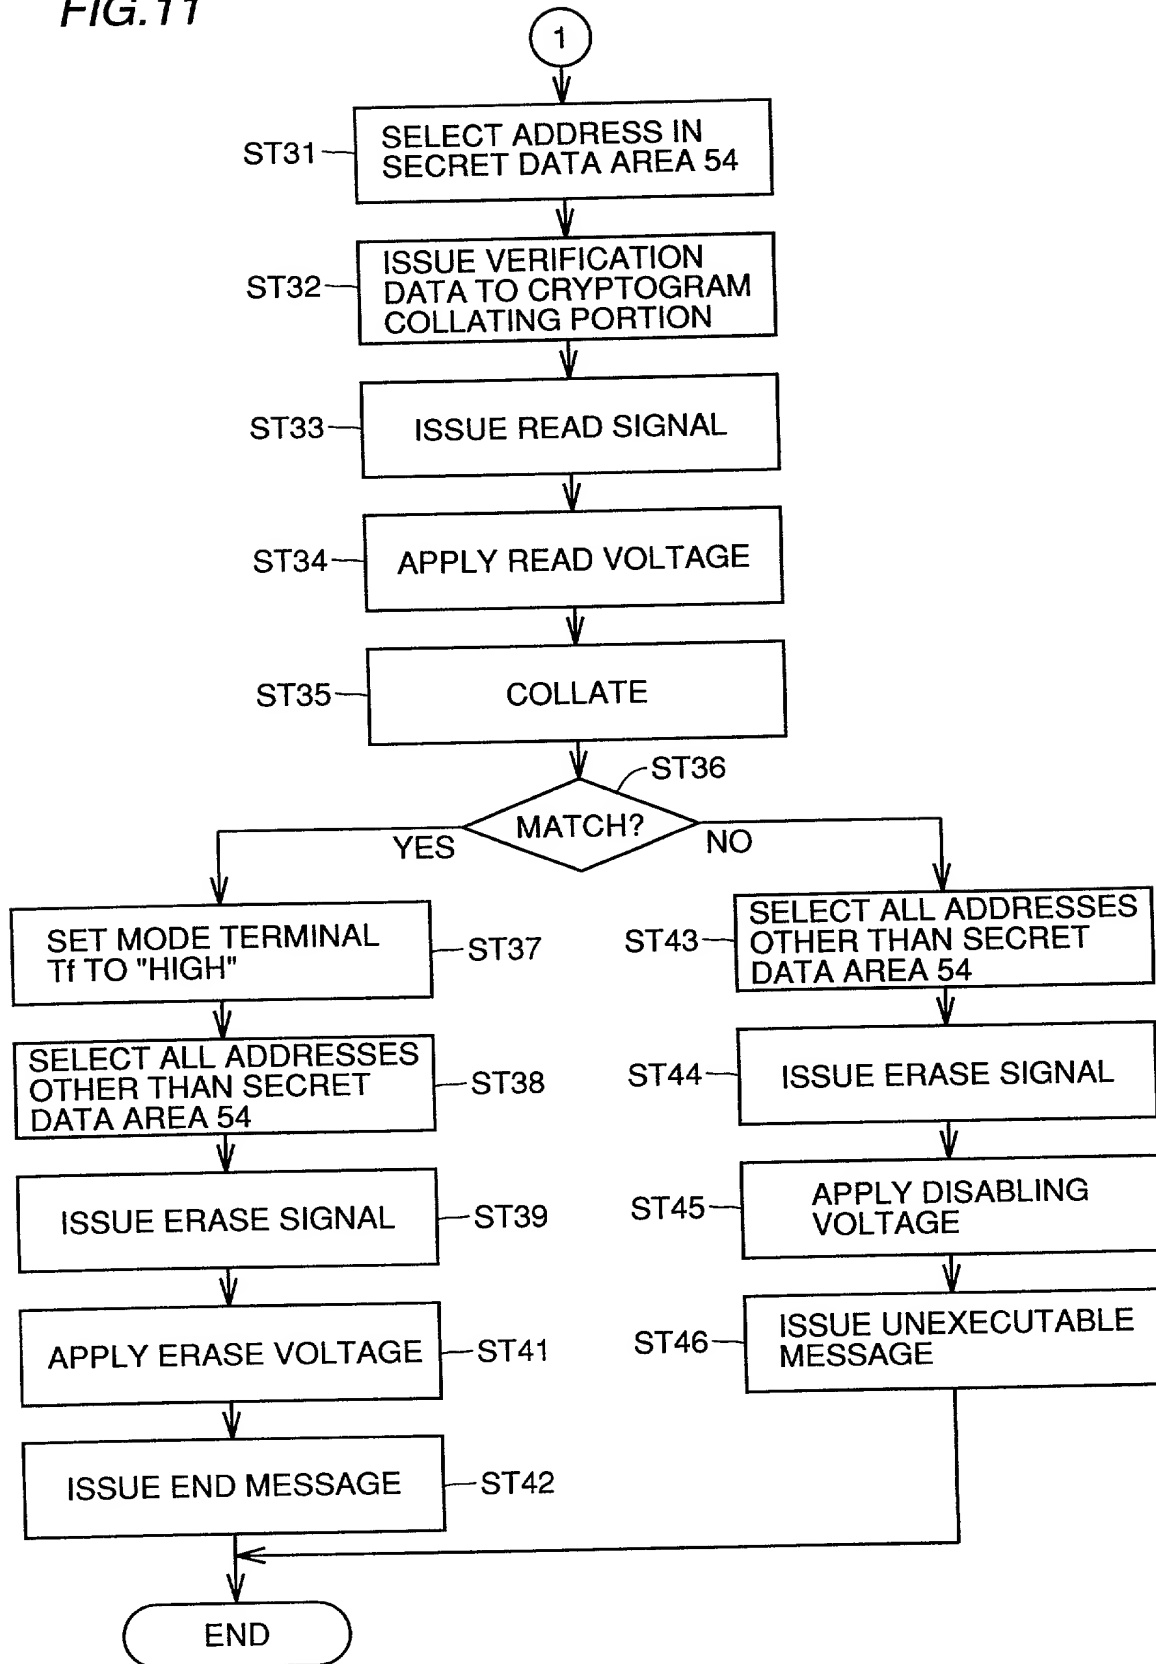 FIG.11
1
ST31
SELECT ADDRESS IN
SECRET DATA AREA 54
ST32
ISSUE VERIFICATION
DATA TO CRYPTOGRAM
COLLATING PORTION
ST33
ISSUE READ SIGNAL
ST34
APPLY READ VOLTAGE
ST35
COLLATE
ST36
MATCH?
YES
NO
SET MODE TERMINAL
Tf TO "HIGH"
ST37
SELECT ALL ADDRESSES
OTHER THAN SECRET
DATA AREA 54
ST38
ISSUE ERASE SIGNAL
ST39
APPLY ERASE VOLTAGE
ST41
ISSUE END MESSAGE
ST42
ST43
SELECT ALL ADDRESSES
OTHER THAN SECRET
DATA AREA 54
ST44
ISSUE ERASE SIGNAL
ST45
APPLY DISABLING
VOLTAGE
ST46
ISSUE UNEXECUTABLE
MESSAGE
END